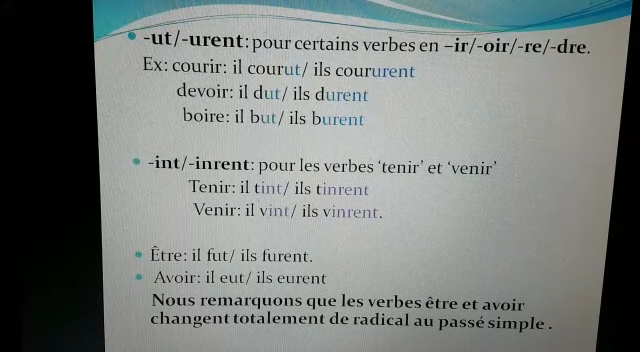 -ut/-urent: pour certains verbes en –ir/-oir/-re/-dre.
Ex: courir: il courut/ ils coururent
devoir: il dut/ ils durent
boire: il but/ ils burent
-int/-inrent: pour les verbes ‘tenir’ et ‘venir’
Tenir: il tint/ ils tinrent
Venir: il vint/ ils vinrent.
Être: il fut/ ils furent.
Avoir: il eut/ ils eurent
Nous remarquons que les verbes être et avoir
changent totalement de radical au passé simple .